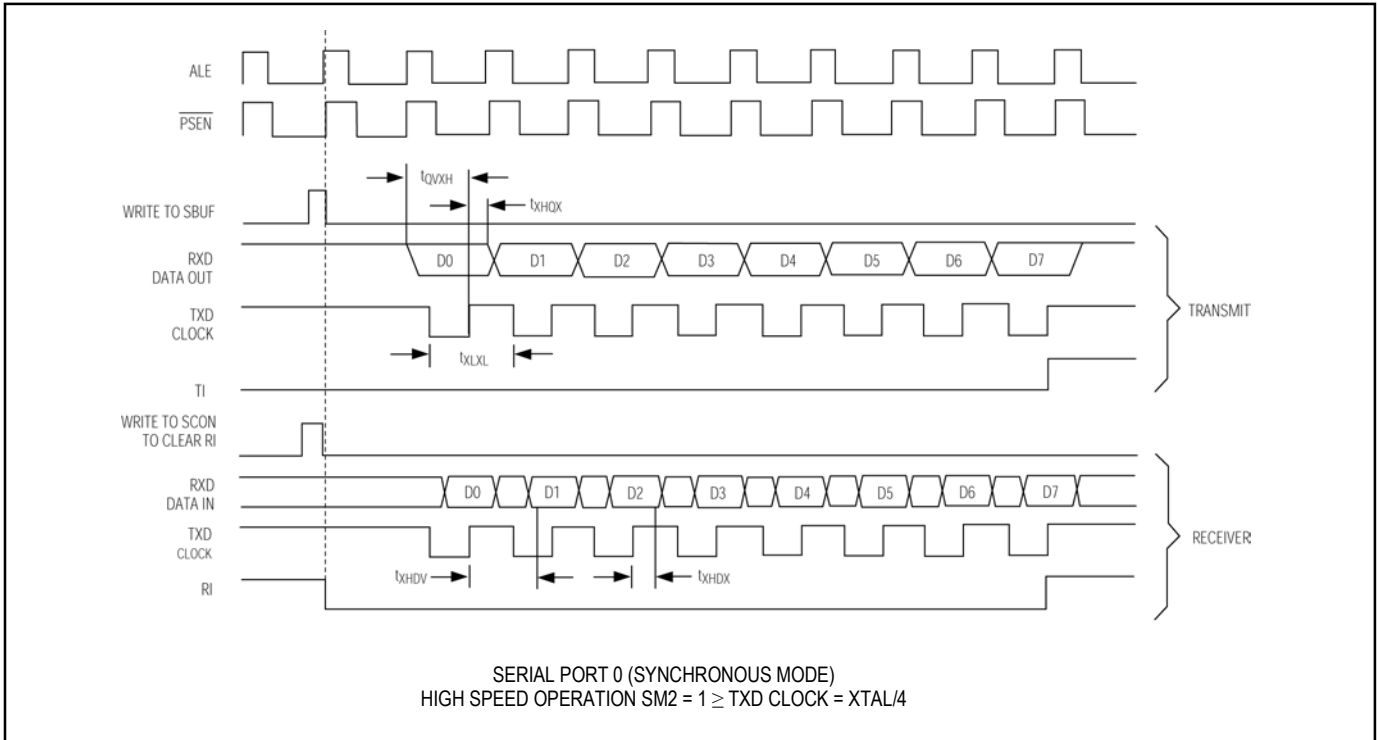 ALE
PSEN
tQVXH
WRITE TO SBUF
tXHQX
RXD
DATA OUT
D0 D1 D2 D3 D4 D5 D6 D7
TXD
CLOCK
TRANSMIT
tXLXL
TI
WRITE TO SCON
TO CLEAR RI
RXD
DATA IN
D0 D1 D2 D3 D4 D5 D6 D7
TXD
CLOCK
RECEIVER
tXHDV
tXHDX
RI
SERIAL PORT 0 (SYNCHRONOUS MODE)
HIGH SPEED OPERATION SM2 = 1 ≥ TXD CLOCK = XTAL/4